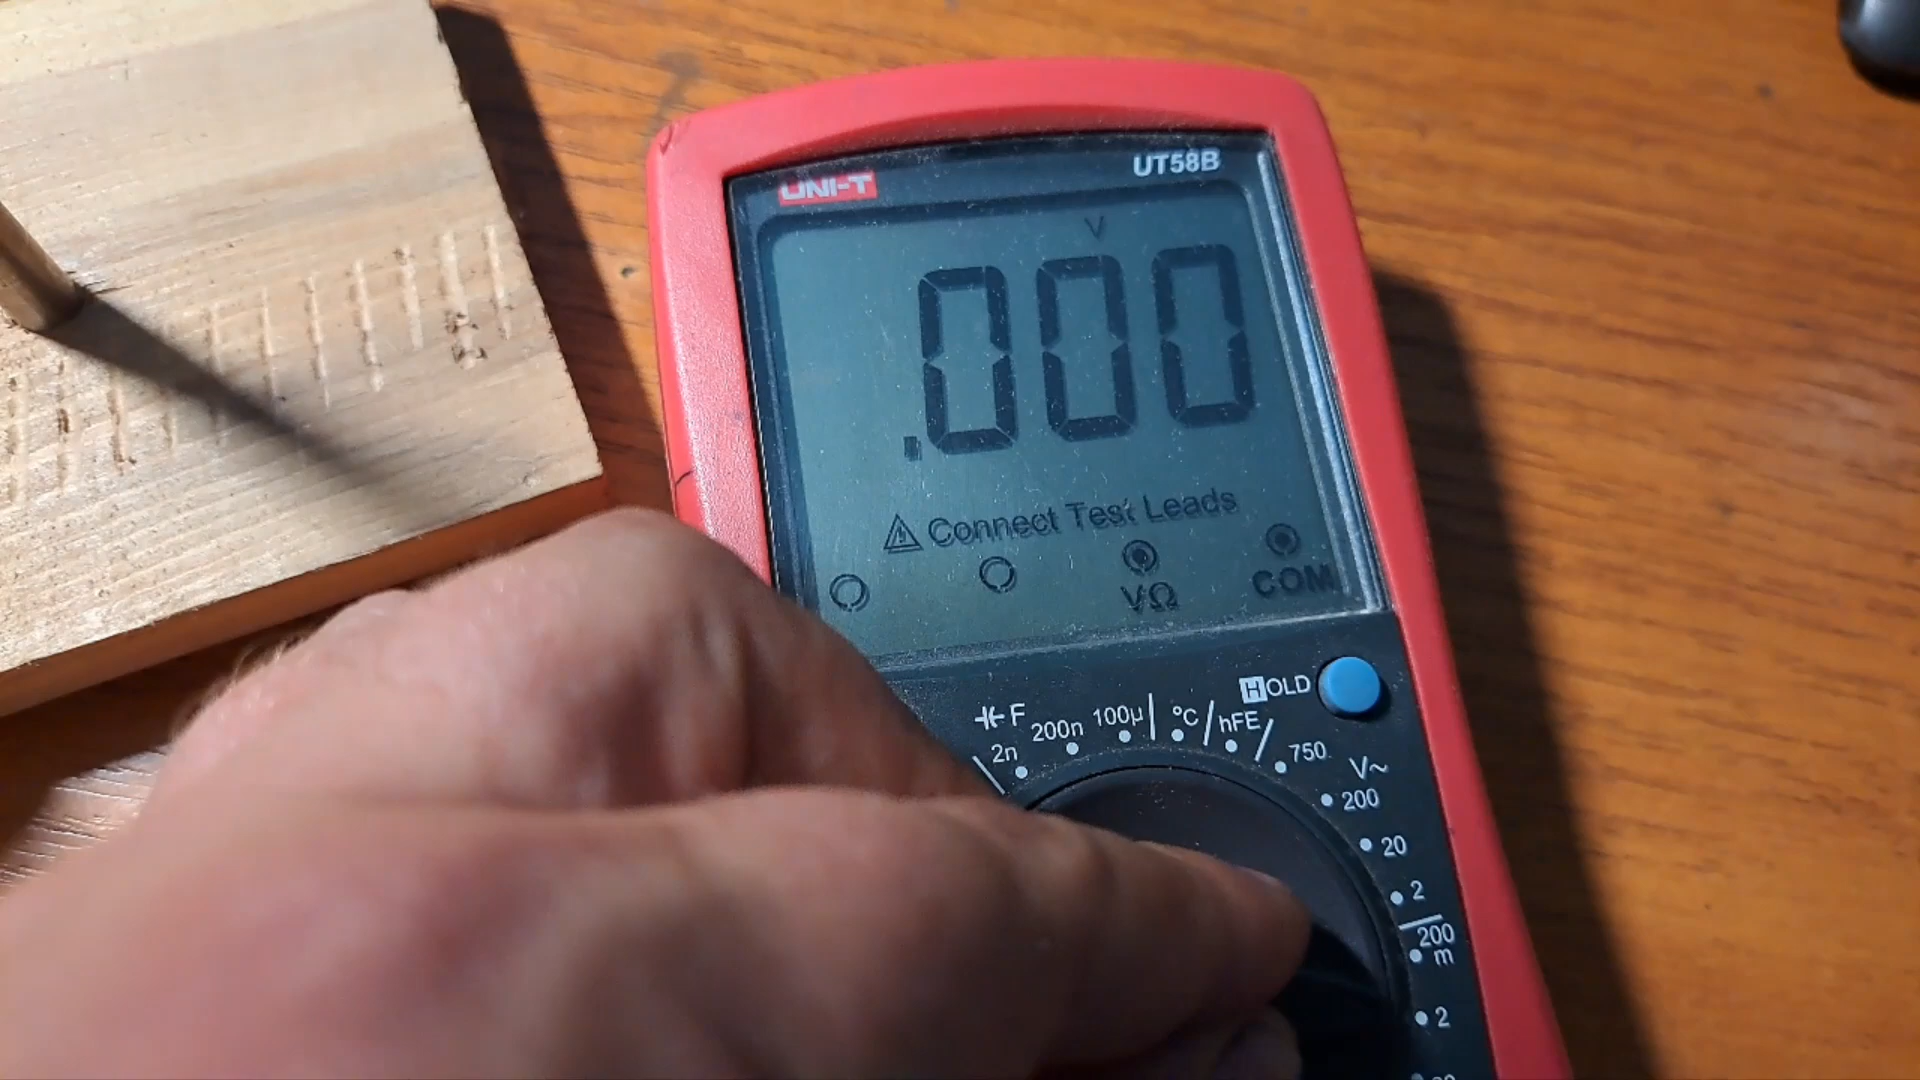 UNI-T
UT58B
V
.000
Connect Test Leads
VΩ
COM
HOLD
F
2n
200n
100µ
°C
hFE
750
V~
200
20
2
200
m
2